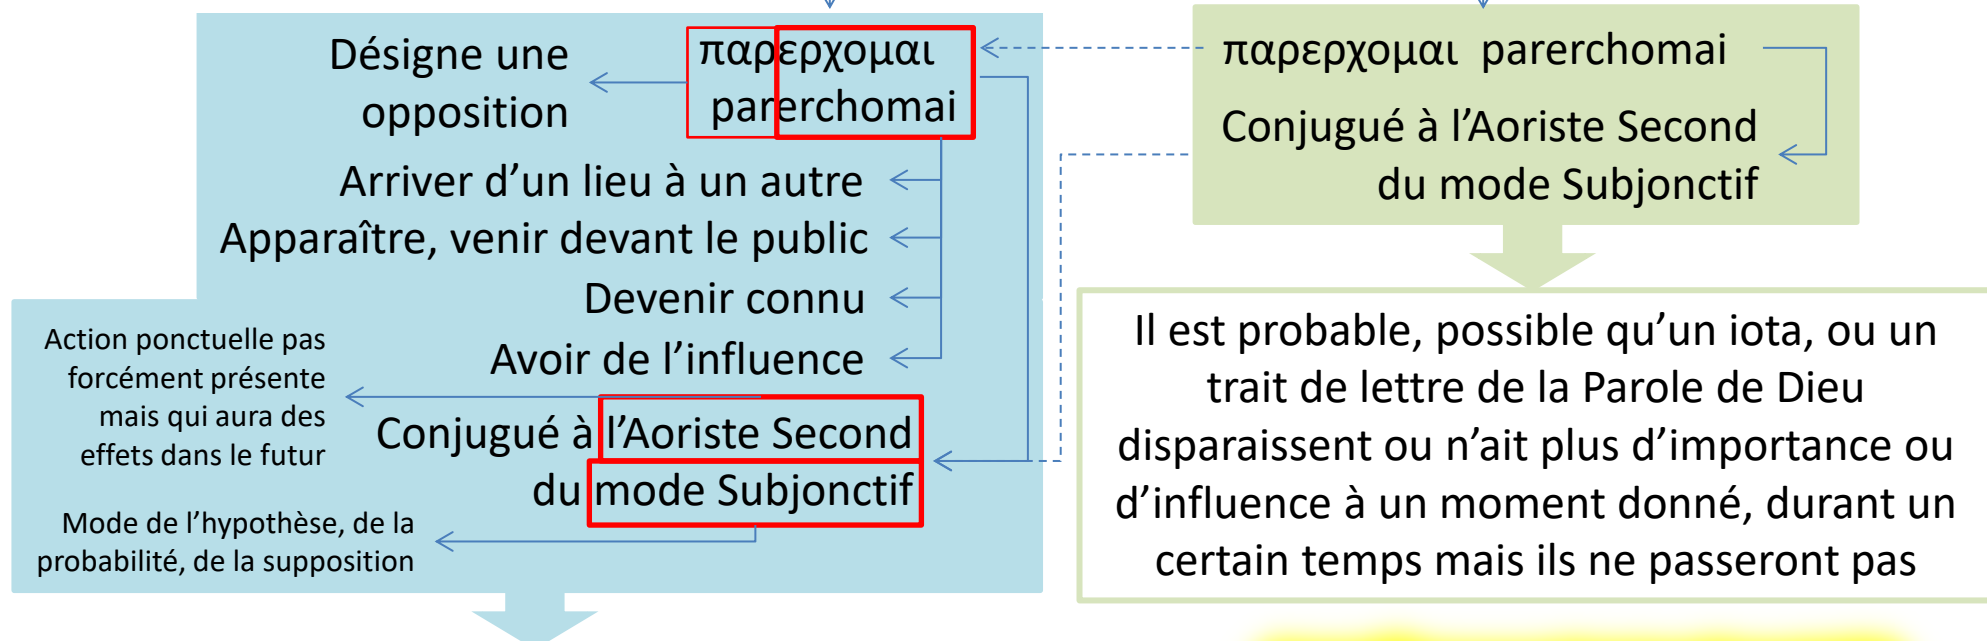 Désigne une
opposition
παρερχομαι
parerchomai
Arriver d’un lieu à un autre
Apparaître, venir devant le public
Devenir connu
Avoir de l’influence
Action ponctuelle pas
forcément présente
mais qui aura des
effets dans le futur
Conjugué à l’Aoriste Second
du mode Subjonctif
Mode de l’hypothèse, de la
probabilité, de la supposition
παρερχομαι parerchomai
Conjugué à l’Aoriste Second
du mode Subjonctif
Il est probable, possible qu’un iota, ou un
trait de lettre de la Parole de Dieu
disparaissent ou n’ait plus d’importance ou
d’influence à un moment donné, durant un
certain temps mais ils ne passeront pas